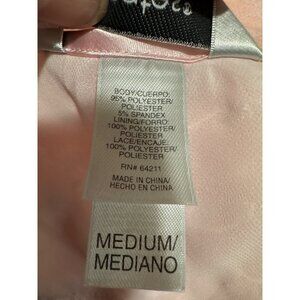 BODY/CUERPO:
95% POLYESTER/
POLIESTER
5% SPANDEX
LINING/FORRO:
100% POLYESTER/
POLIESTER
LACE/ENCAJE:
100% POLYESTER/
POLIESTER
RN# 64211
MADE IN CHINA/
HECHO EN CHINA
MEDIUM/
MEDIANO